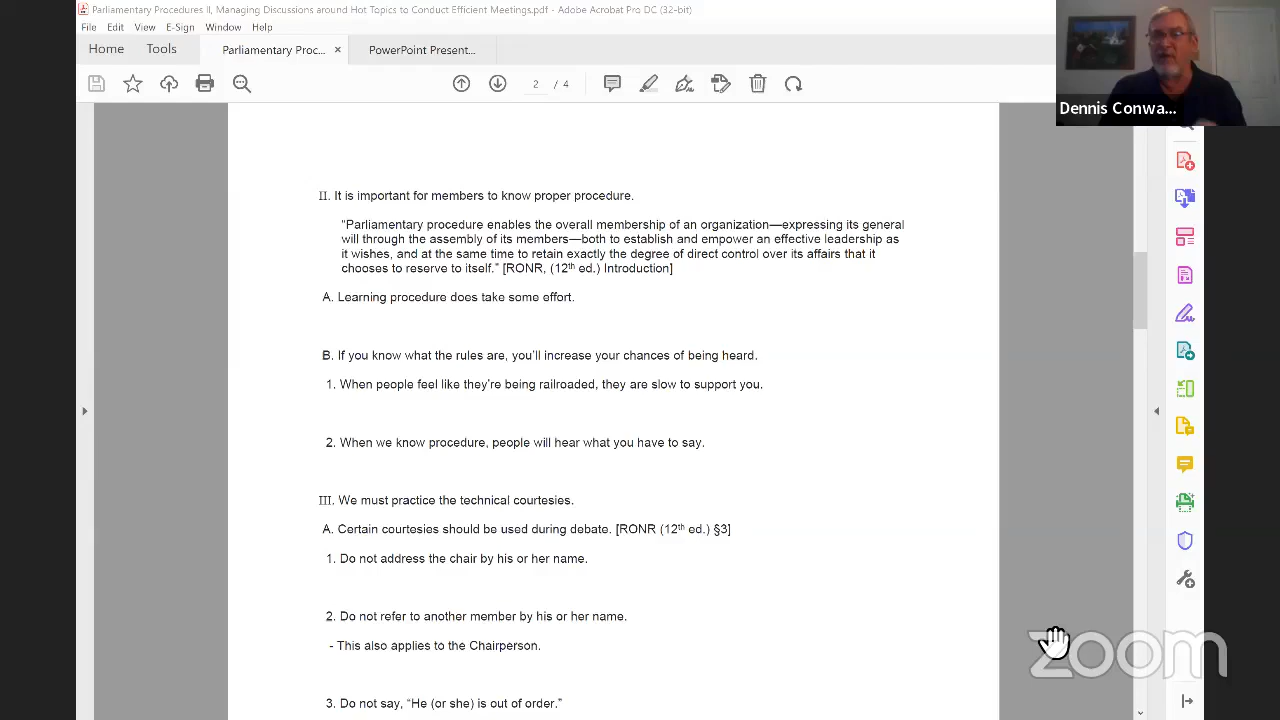 Parliamentary Procedures II, Managing Discussions around Hot Topics to Conduct Efficient Meetings.pdf - Adobe Acrobat Pro DC (32-bit)
File Edit View E-Sign Window Help
Home Tools Parliamentary Proc... × PowerPoint Present...
2 / 4
Dennis Conwa...
II. It is important for members to know proper procedure.
“Parliamentary procedure enables the overall membership of an organization—expressing its general
will through the assembly of its members—both to establish and empower an effective leadership as
it wishes, and at the same time to retain exactly the degree of direct control over its affairs that it
chooses to reserve to itself.” [RONR, (12th ed.) Introduction]
A. Learning procedure does take some effort.
B. If you know what the rules are, you’ll increase your chances of being heard.
1. When people feel like they’re being railroaded, they are slow to support you.
2. When we know procedure, people will hear what you have to say.
III. We must practice the technical courtesies.
A. Certain courtesies should be used during debate. [RONR (12th ed.) §3]
1. Do not address the chair by his or her name.
2. Do not refer to another member by his or her name.
- This also applies to the Chairperson.
3. Do not say, “He (or she) is out of order.”
zoom